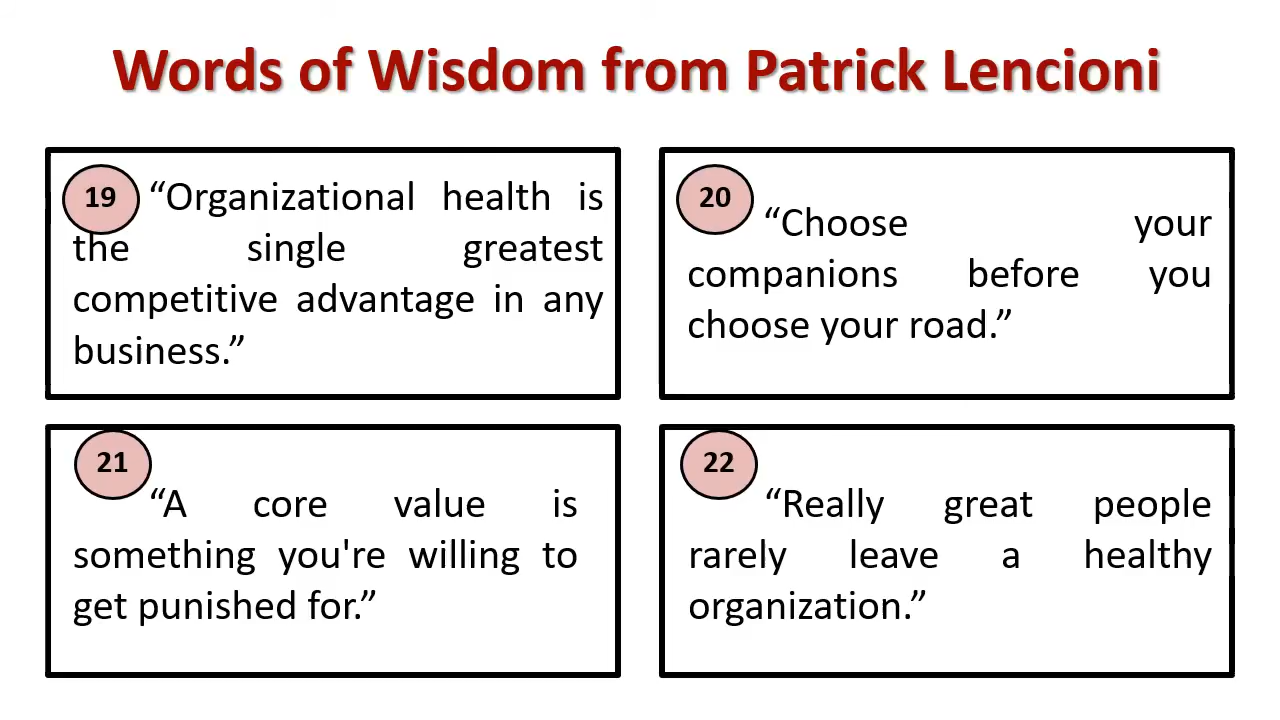 Words of Wisdom from Patrick Lencioni
19 “Organizational health is
the single greatest
competitive advantage in any
business.”
20
“Choose your
companions before you
choose your road.”
21
“A core value is
something you're willing to
get punished for.”
22
“Really great people
rarely leave a healthy
organization.”